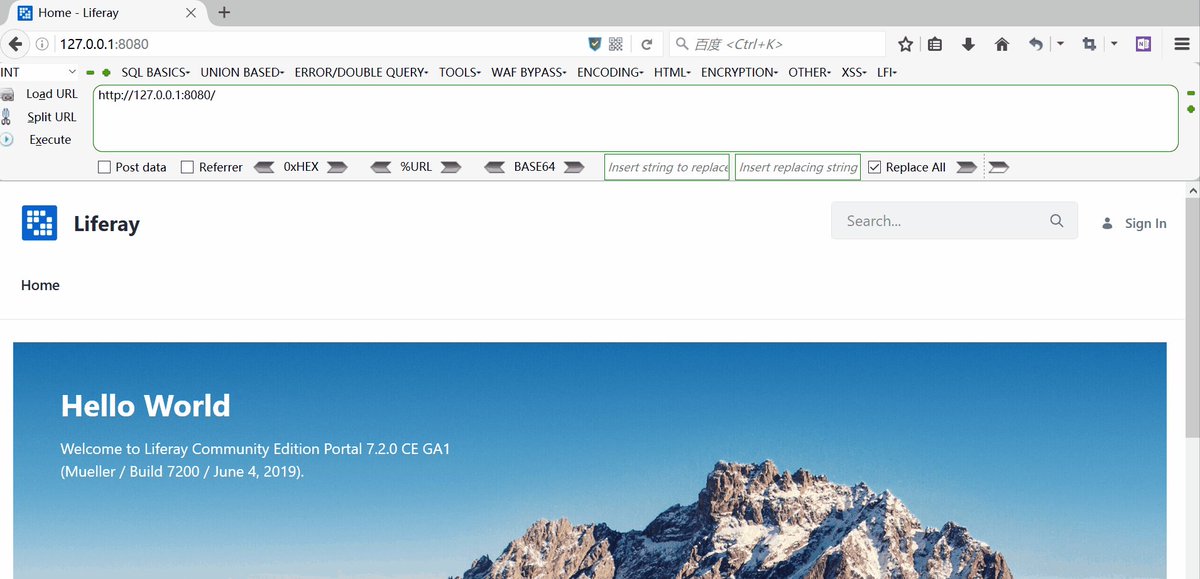 Home - Liferay
127.0.0.1:8080
百度 <Ctrl+K>
INT SQL BASICS UNION BASED ERROR/DOUBLE QUERY TOOLS WAF BYPASS ENCODING HTML ENCRYPTION OTHER XSS LFI
Load URL http://127.0.0.1:8080/
Split URL
Execute
Post data Referrer 0xHEX %URL BASE64 Insert string to replace Insert replacing string Replace All
Liferay Search... Sign In
Home
Hello World
Welcome to Liferay Community Edition Portal 7.2.0 CE GA1
(Mueller / Build 7200 / June 4, 2019).